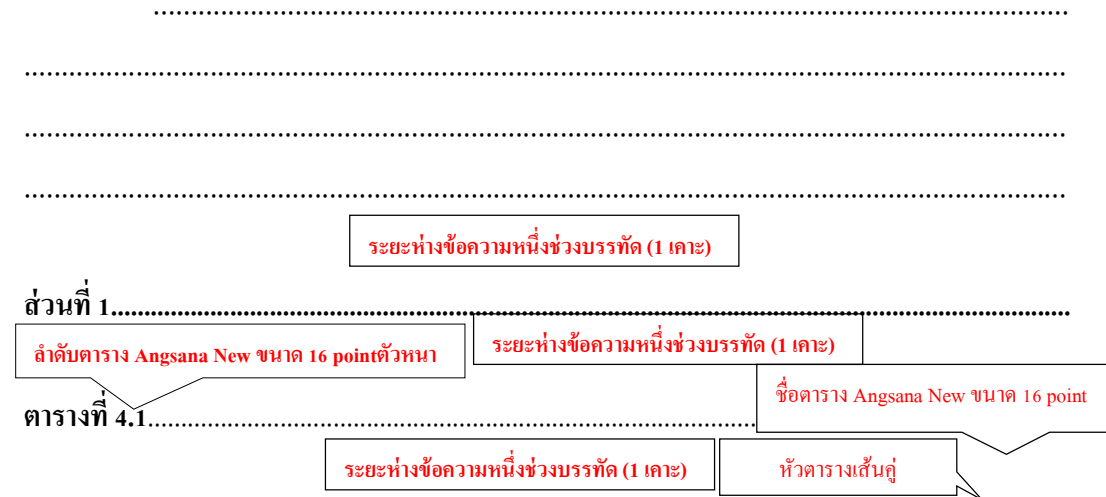 ........................................................................................................................
........................................................................................................................................
........................................................................................................................................
........................................................................................................................................
ระยะห่างข้อความหนึ่งช่วงบรรทัด (1 เคาะ)
ส่วนที่ 1........................................................................................................................
ลำดับตาราง Angsana New ขนาด 16 pointตัวหนา
ระยะห่างข้อความหนึ่งช่วงบรรทัด (1 เคาะ)
ชื่อตาราง Angsana New ขนาด 16 point
ตารางที่ 4.1................................................................................
ระยะห่างข้อความหนึ่งช่วงบรรทัด (1 เคาะ)
หัวตารางเส้นคู่